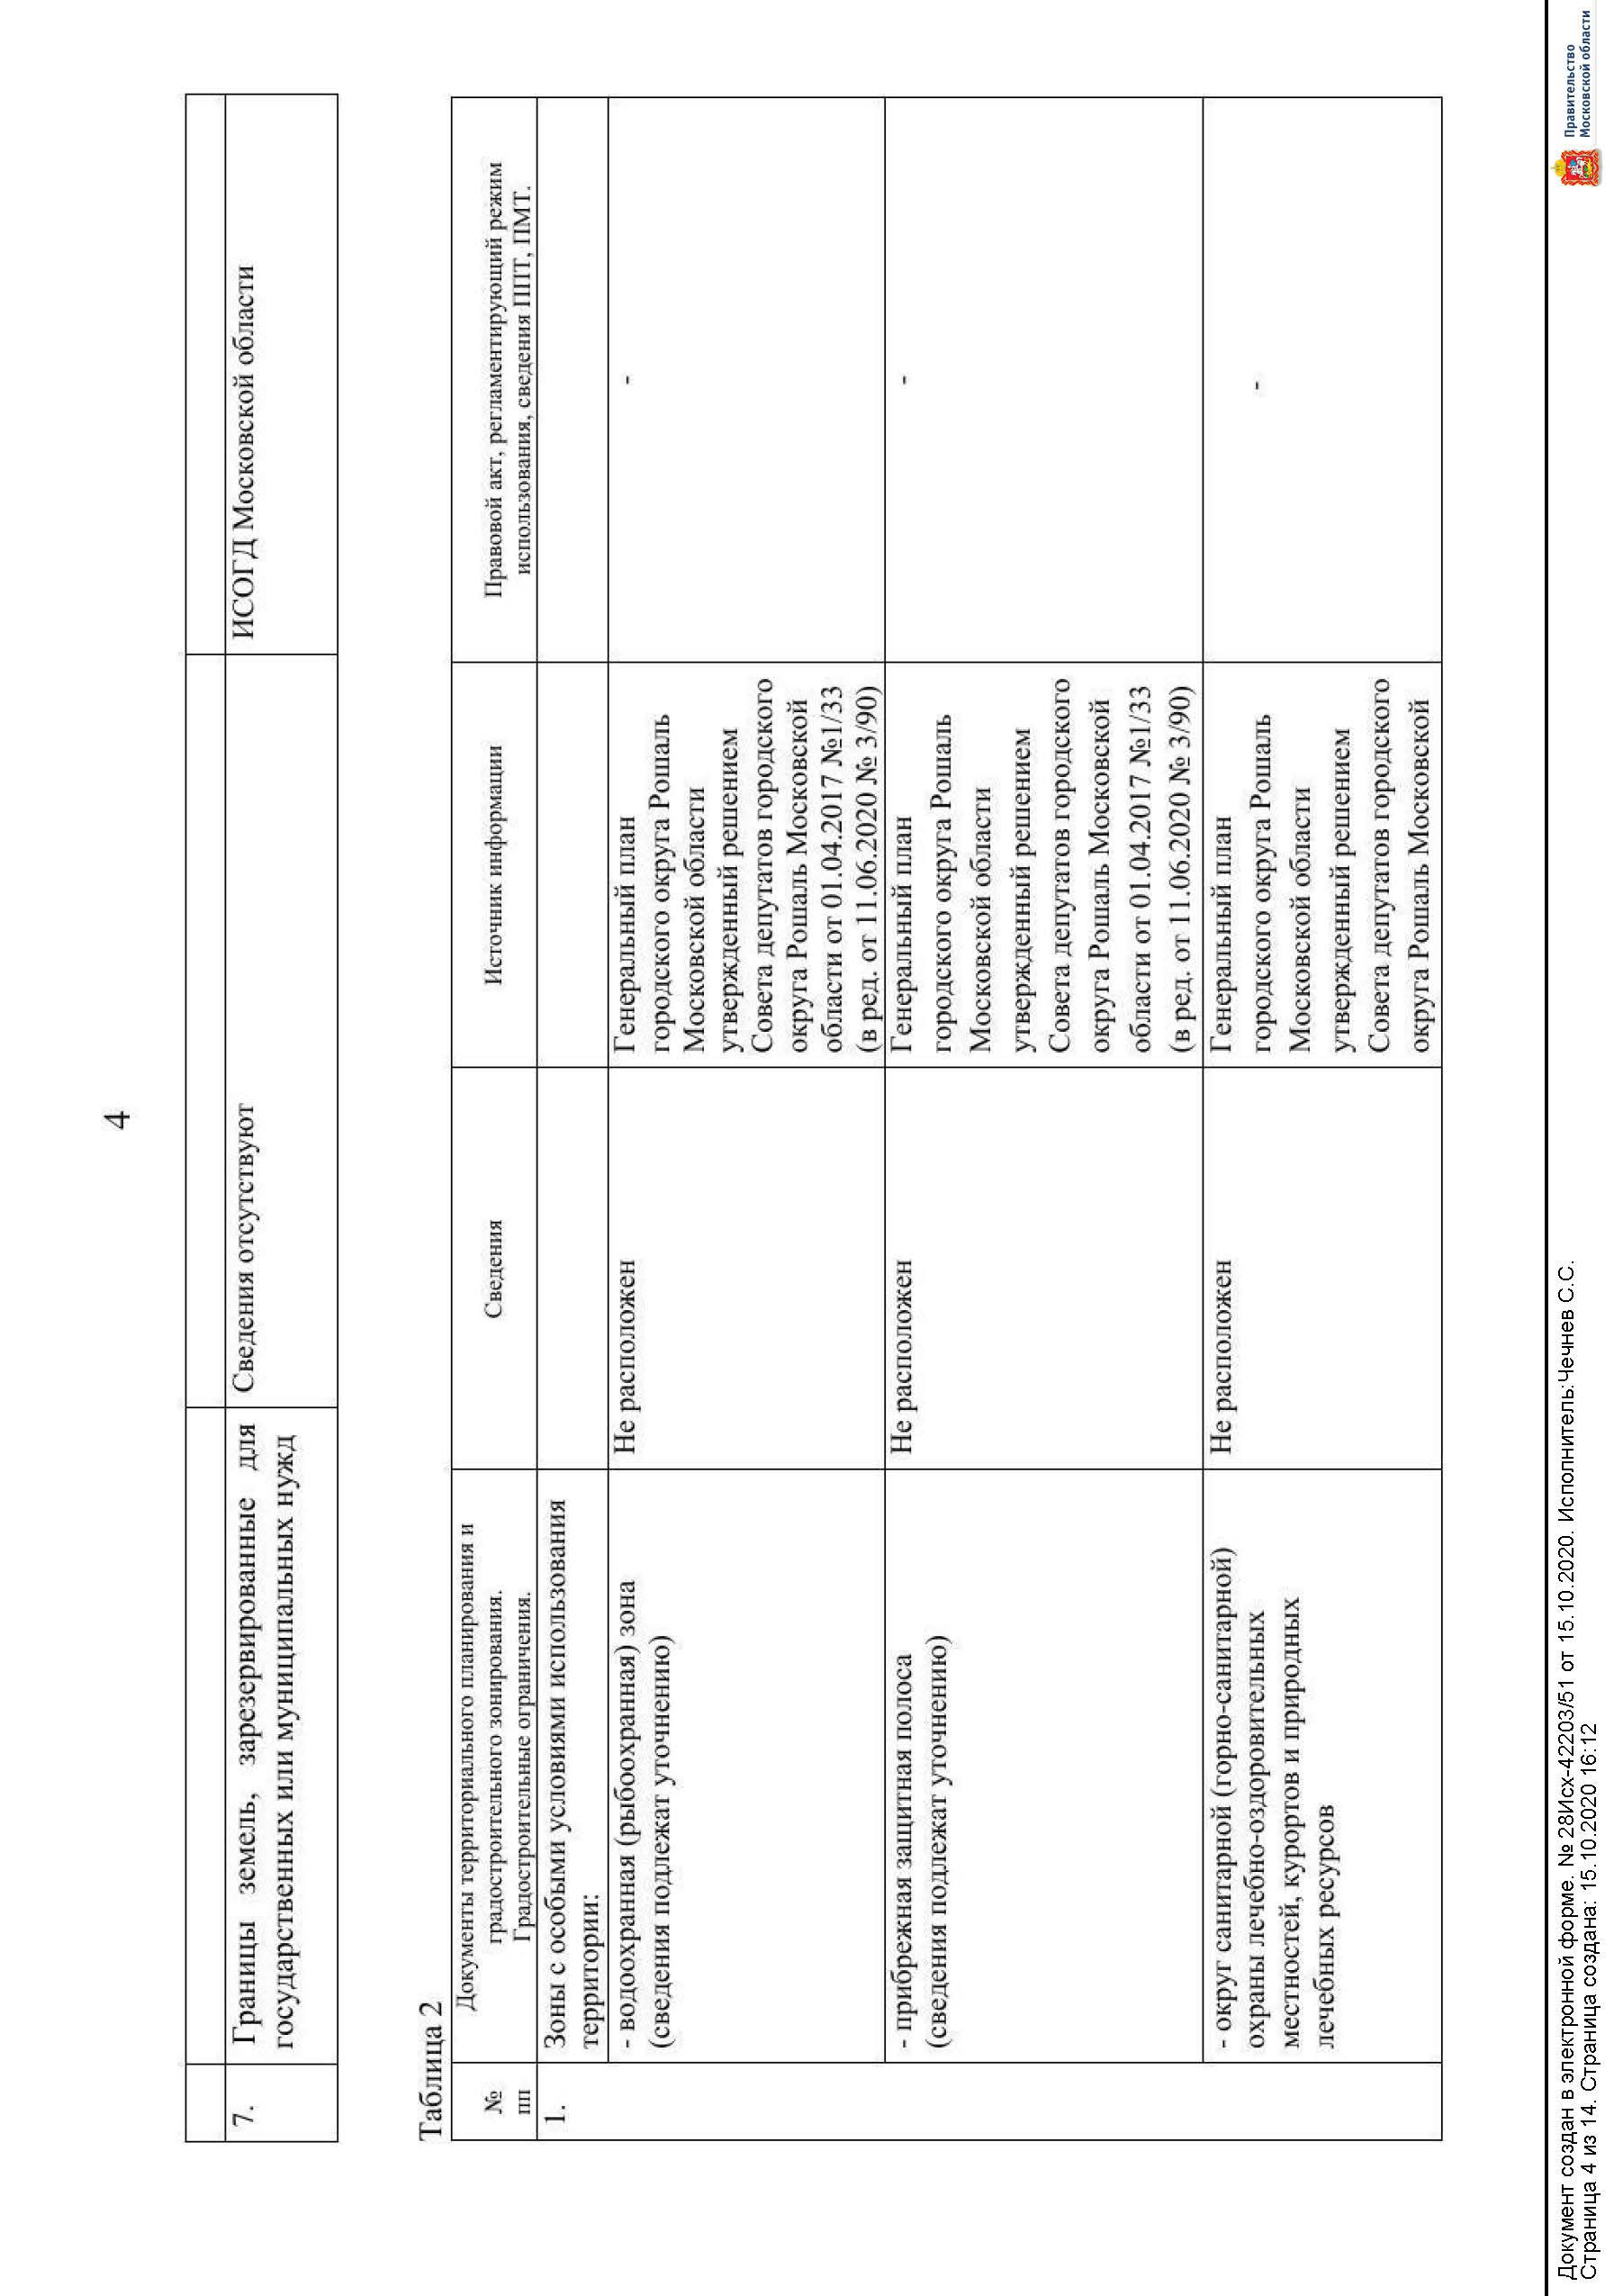 4
7.
Границы земель, зарезервированные для
государственных или муниципальных нужд
Сведения отсутствуют
ИСОГД Московской области
Таблица 2
№
пп
Документы территориального планирования и
градостроительного зонирования.
Градостроительные ограничения.
Сведения
Источник информации
Правовой акт, регламентирующий режим
использования, сведения ППТ, ПМТ.
1.
Зоны с особыми условиями использования
территории:
- водоохранная (рыбоохранная) зона
(сведения подлежат уточнению)
Не расположен
Генеральный план
городского округа Рошаль
Московской области
утвержденный решением
Совета депутатов городского
округа Рошаль Московской
области от 01.04.2017 №1/33
(в ред. от 11.06.2020 № 3/90)
-
- прибрежная защитная полоса
(сведения подлежат уточнению)
Не расположен
Генеральный план
городского округа Рошаль
Московской области
утвержденный решением
Совета депутатов городского
округа Рошаль Московской
области от 01.04.2017 №1/33
(в ред. от 11.06.2020 № 3/90)
-
- округ санитарной (горно-санитарной)
охраны лечебно-оздоровительных
местностей, курортов и природных
лечебных ресурсов
Не расположен
Генеральный план
городского округа Рошаль
Московской области
утвержденный решением
Совета депутатов городского
округа Рошаль Московской
-
Документ создан в электронной форме. № 28Исх-42203/51 от 15.10.2020. Исполнитель:Чечнев С.С.
Страница 4 из 14. Страница создана: 15.10.2020 16:12
Правительство
Московской области